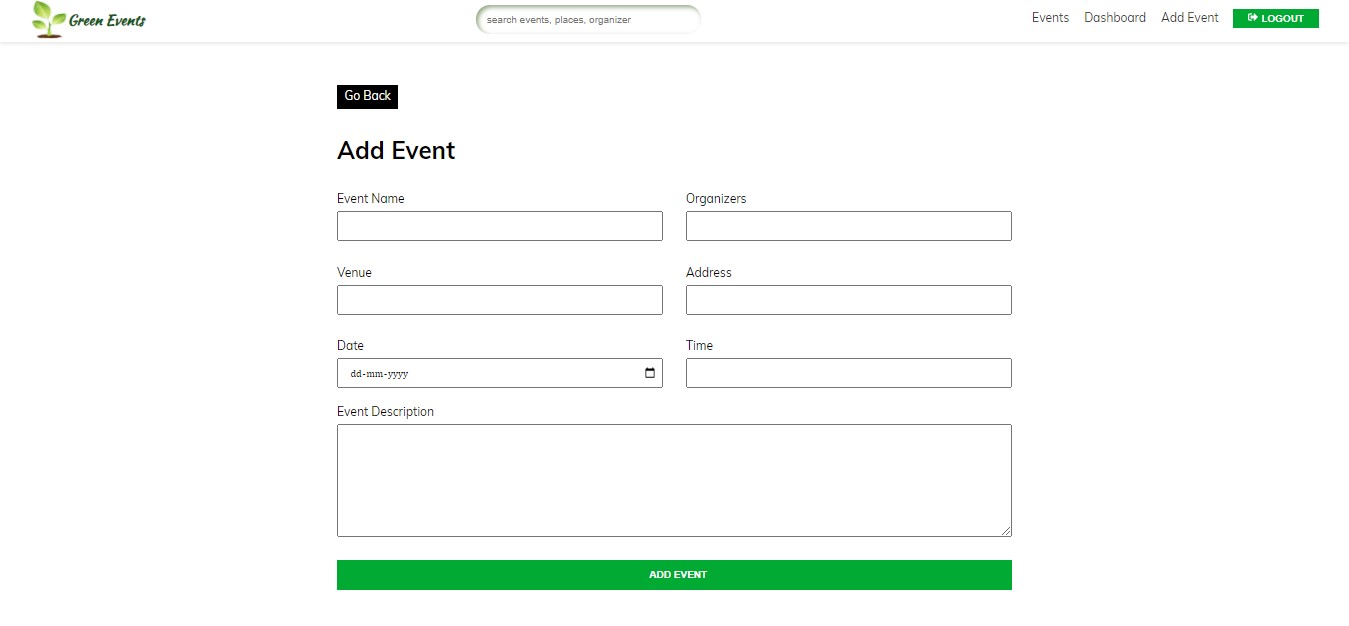 Green Events
search events, places, organizer
Events Dashboard Add Event LOGOUT
Go Back
Add Event
Event Name Organizers
Venue Address
Date Time
dd-mm-yyyy
Event Description
ADD EVENT